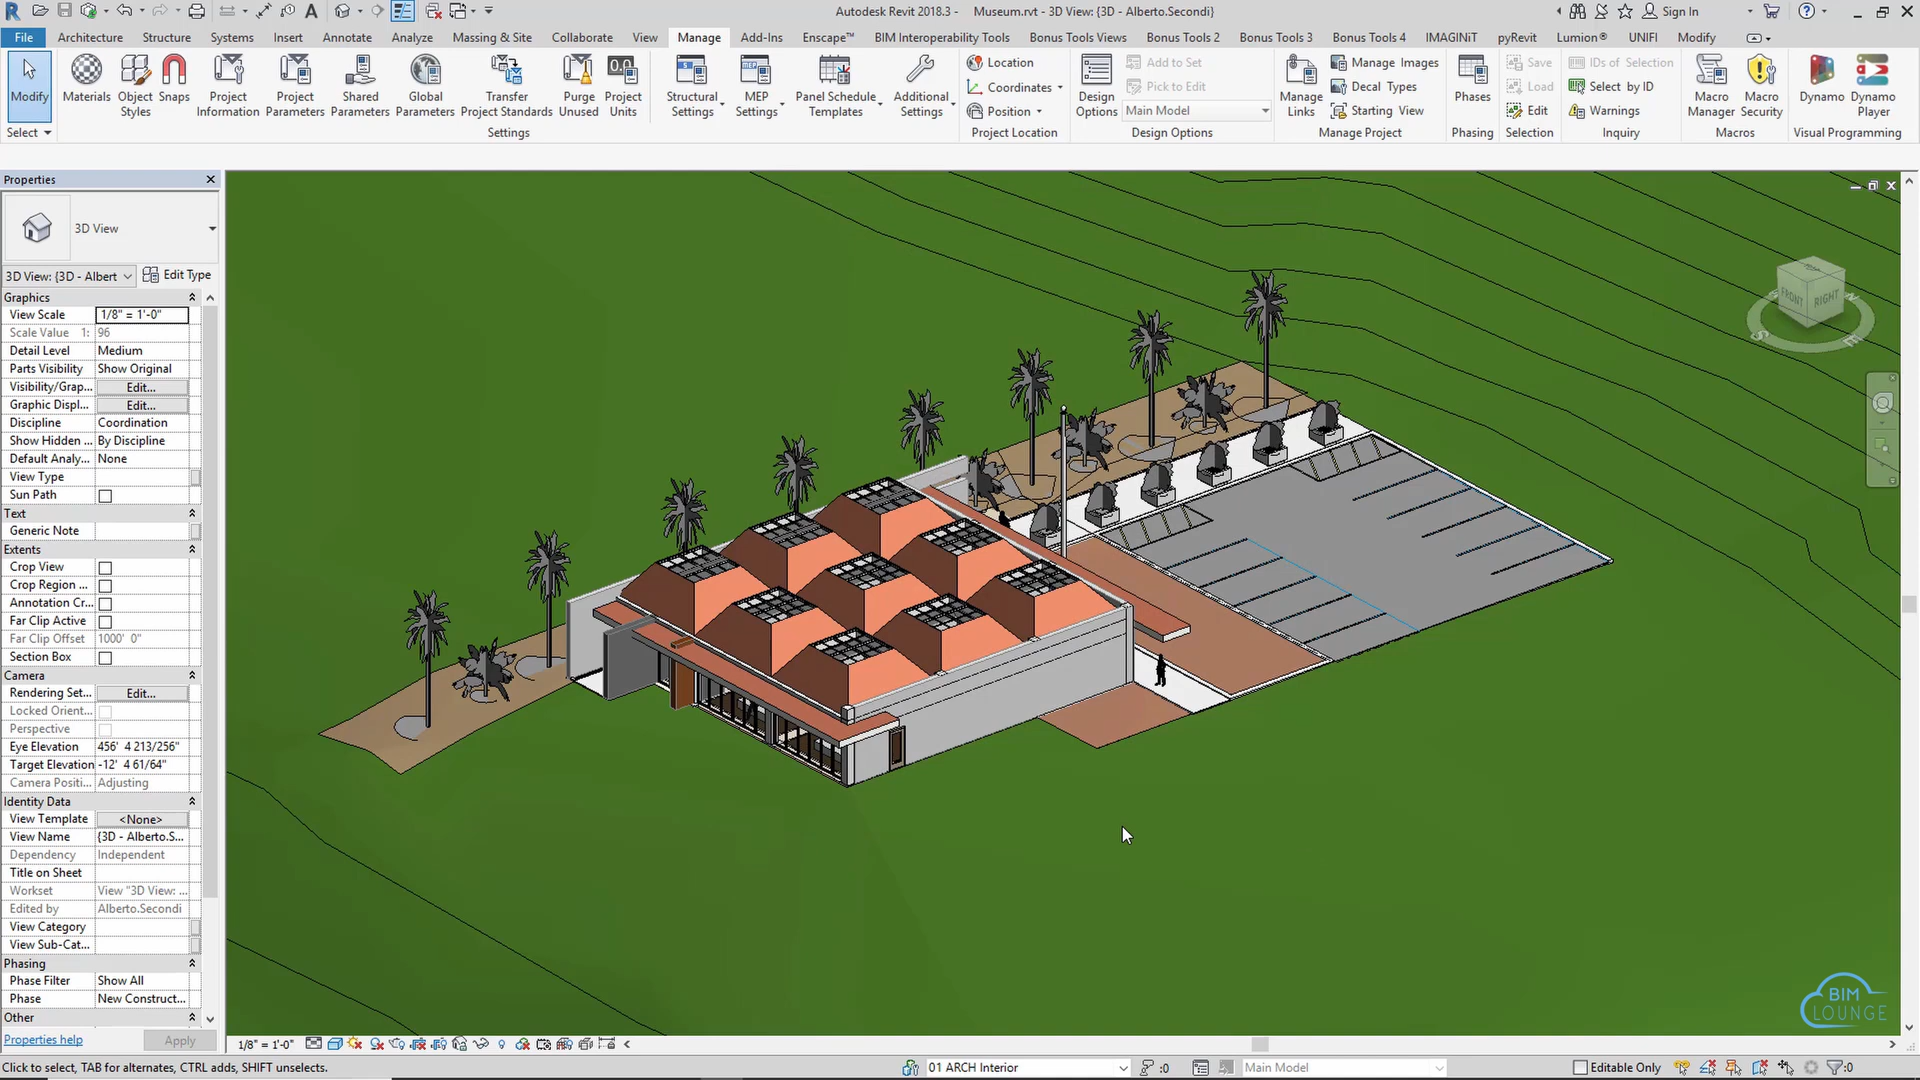 Autodesk Revit 2018.3 - Museum.rvt - 3D View: {3D - Alberto.Secondi}
Sign In
File Architecture Structure Systems Insert Annotate Analyze Massing & Site Collaborate View Manage Add-Ins Enscape™ BIM Interoperability Tools Bonus Tools Views Bonus Tools 2 Bonus Tools 3 Bonus Tools 4 IMAGINiT pyRevit Lumion® UNIFI Modify
Location Add to Set Manage Images Save IDs of Selection
Coordinates Pick to Edit Decal Types Load Select by ID
Modify Materials Object Styles Snaps Project Information Project Parameters Shared Parameters Global Parameters Transfer Project Standards Purge Unused Project Units Structural Settings MEP Settings Panel Schedule Templates Additional Settings
Position Design Options Main Model Manage Links Starting View Phases Edit Warnings Macro Manager Macro Security Dynamo Dynamo Player
Select Settings Project Location Design Options Manage Project Phasing Selection Inquiry Macros Visual Programming
Properties
3D View
3D View: {3D - Albert Edit Type
Graphics
View Scale 1/8" = 1'-0"
Scale Value 1: 96
Detail Level Medium
Parts Visibility Show Original
Visibility/Grap... Edit...
Graphic Displ... Edit...
Discipline Coordination
Show Hidden ... By Discipline
Default Analy... None
View Type
Sun Path
Text
Generic Note
Extents
Crop View
Crop Region ...
Annotation Cr...
Far Clip Active
Far Clip Offset 1000' 0"
Section Box
Camera
Rendering Set... Edit...
Locked Orient...
Perspective
Eye Elevation 456' 4 213/256"
Target Elevation -12' 4 61/64"
Camera Positi... Adjusting
Identity Data
View Template <None>
View Name {3D - Alberto.S...
Dependency Independent
Title on Sheet
Workset View "3D View: ...
Edited by Alberto.Secondi
View Category
View Sub-Cat...
Phasing
Phase Filter Show All
Phase New Construct...
Other
Properties help Apply
FRONT RIGHT
BIM
LOUNGE
1/8" = 1'-0"
Click to select, TAB for alternates, CTRL adds, SHIFT unselects. 01 ARCH Interior :0 Main Model Editable Only :0